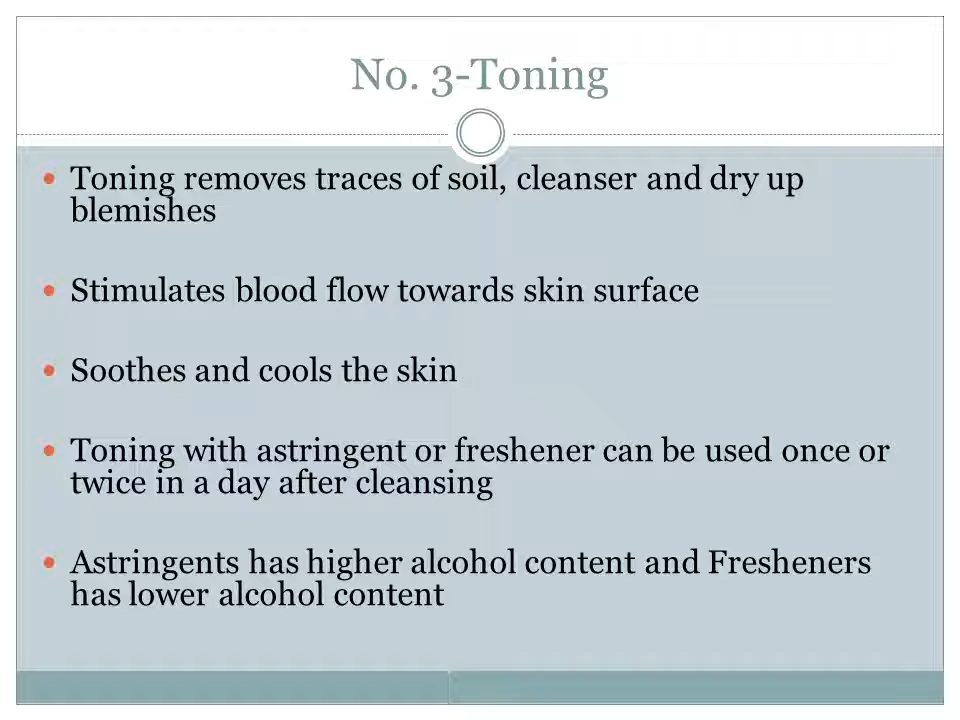 No. 3-Toning
Toning removes traces of soil, cleanser and dry up
blemishes
Stimulates blood flow towards skin surface
Soothes and cools the skin
Toning with astringent or freshener can be used once or
twice in a day after cleansing
Astringents has higher alcohol content and Fresheners
has lower alcohol content